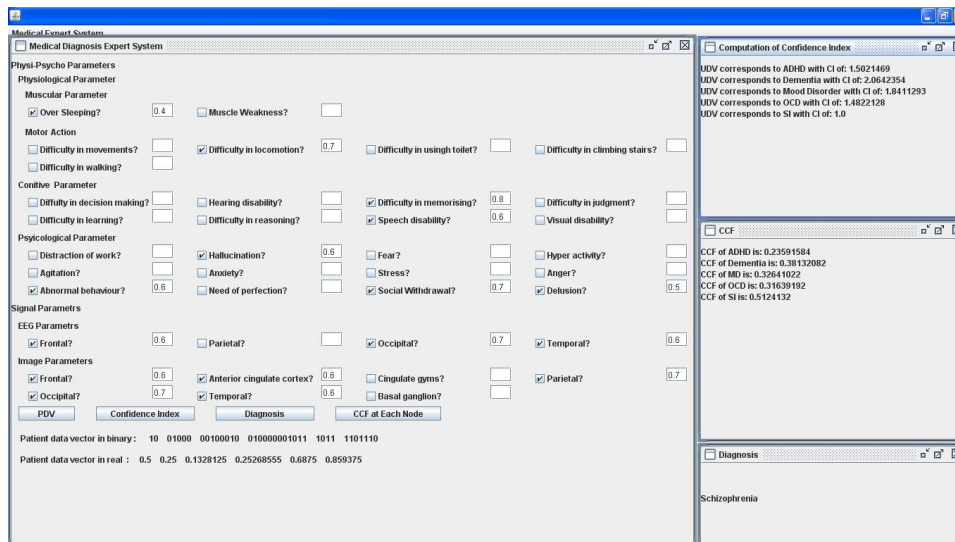 Medical Expert System
Medical Diagnosis Expert System
Physi-Psycho Parameters
Physiological Parameter
Muscular Parameter
Over Sleeping? 0.4 Muscle Weakness?
Motor Action
Difficulty in movements? Difficulty in locomotion? 0.7 Difficulty in usingh toilet? Difficulty in climbing stairs?
Difficulty in walking?
Conitive Parameter
Diffulty in decision making? Hearing disability? Difficulty in memorising? 0.8 Difficulty in judgment?
Difficulty in learning? Difficulty in reasoning? Speech disability? 0.6 Visual disability?
Psyicological Parameter
Distraction of work? Hallucination? 0.6 Fear? Hyper activity?
Agitation? Anxiety? Stress? Anger?
Abnormal behaviour? 0.6 Need of perfection? Social Withdrawal? 0.7 Delusion? 0.5
Signal Parametrs
EEG Parametrs
Frontal? 0.6 Parietal? Occipital? 0.7 Temporal? 0.6
Image Parameters
Frontal? 0.6 Anterior cingulate cortex? 0.6 Cingulate gyms? Parietal? 0.7
Occipital? 0.7 Temporal? 0.6 Basal ganglion?
PDV Confidence Index Diagnosis CCF at Each Node
Patient data vector in binary : 10 01000 00100010 010000001011 1011 1101110
Patient data vector in real : 0.5 0.25 0.1328125 0.25268555 0.6875 0.859375
Computation of Confidence Index
UDV corresponds to ADHD with CI of: 1.5021469
UDV corresponds to Dementia with CI of: 2.0642354
UDV corresponds to Mood Disorder with CI of: 1.8411293
UDV corresponds to OCD with CI of: 1.4822128
UDV corresponds to SI with CI of: 1.0
CCF
CCF of ADHD is: 0.23591584
CCF of Dementia is: 0.38132082
CCF of MD is: 0.32641022
CCF of OCD is: 0.31639192
CCF of SI is: 0.5124132
Diagnosis
Schizophrenia